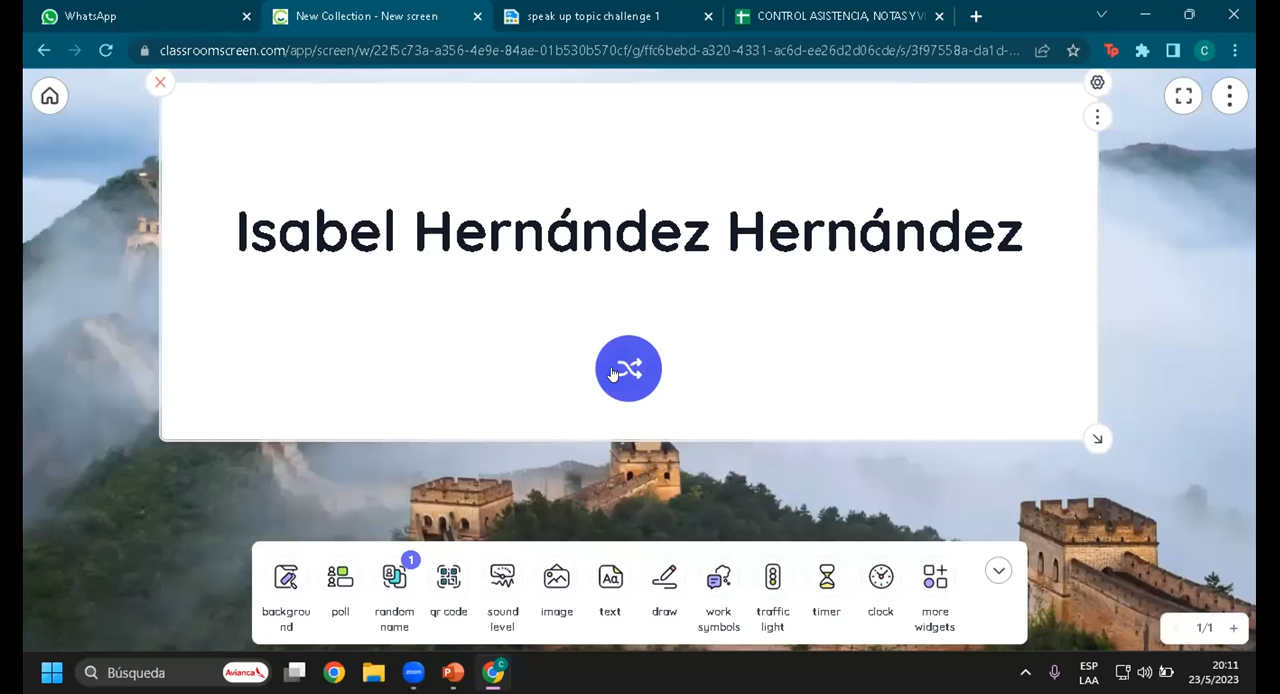 WhatsApp
New Collection - New screen
speak up topic challenge 1
CONTROL ASISTENCIA, NOTAS Y VI
classroomscreen.com/app/screen/w/22f5c73a-a356-4e9e-84ae-01b530b570cf/g/ffc6bebd-a320-4331-ac6d-ee26d2d06cde/s/3f97558a-da1d-...
C
Isabel Hernández Hernández
1
backgrou
nd
poll
random
name
qr code
sound
level
image
text
draw
work
symbols
traffic
light
timer
clock
more
widgets
1/1
Búsqueda
Avianca
zoom
ESP
LAA
20:11
23/5/2023